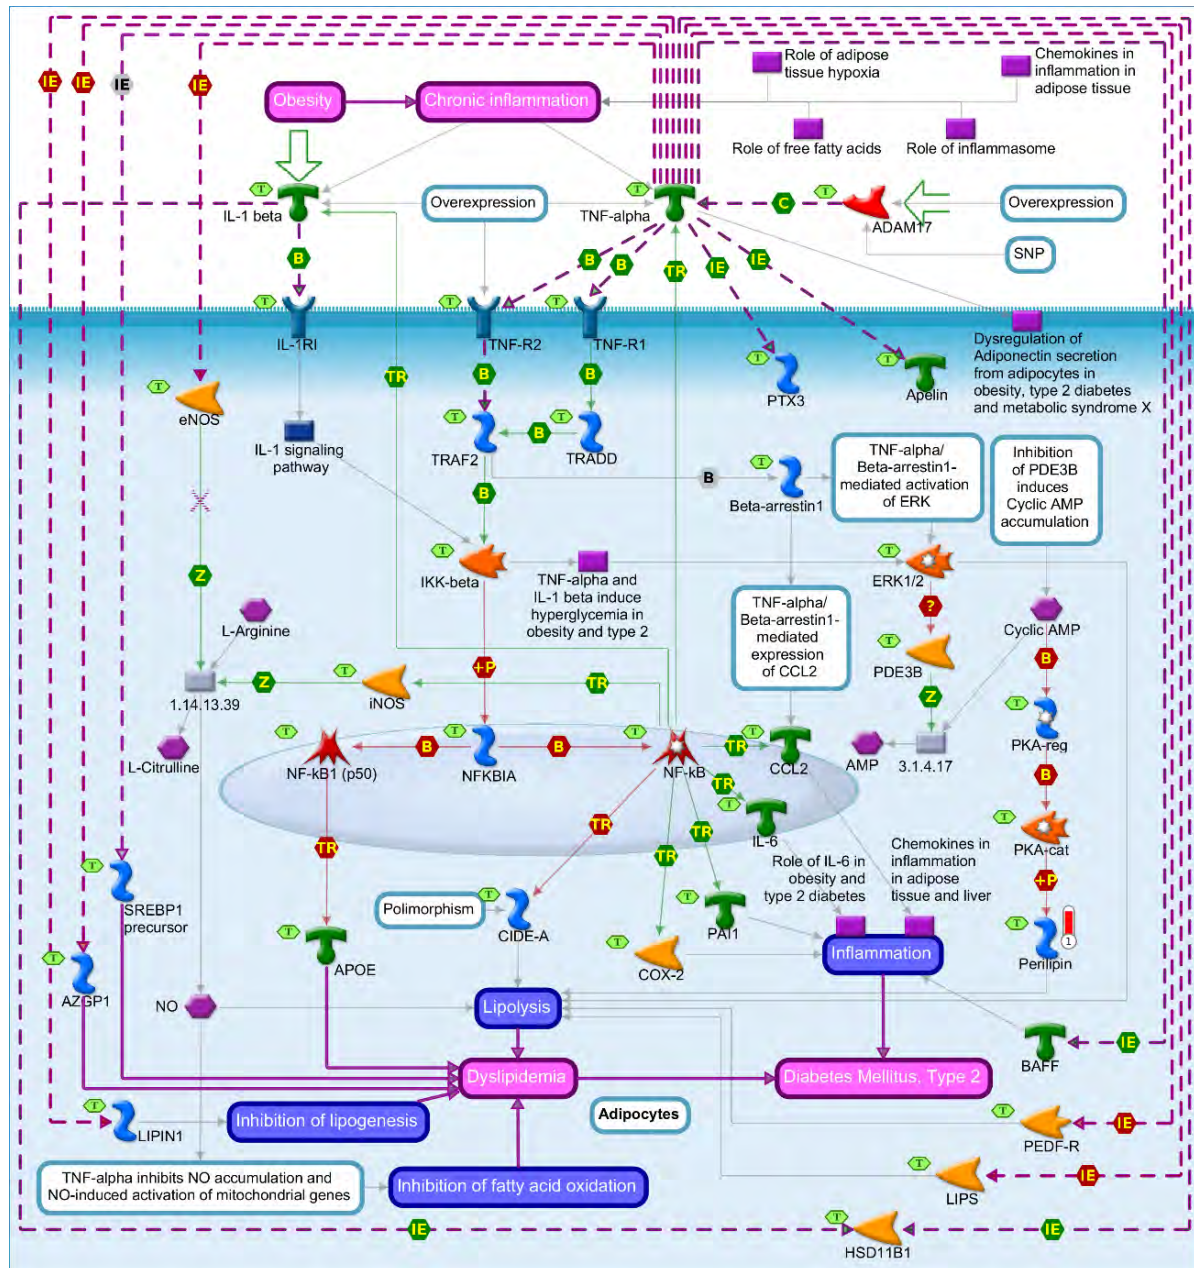 IE
IE
IE
IE
Role of adipose
tissue hypoxia
Chemokines in
inflammation in
adipose tissue
Obesity
Chronic inflammation
Role of free fatty acids
Role of inflammasome
T
IL-1 beta
Overexpression
T
TNF-alpha
C
T
ADAM17
Overexpression
SNP
B
B
B
TR
IE
IE
T
IL-1RI
T
TNF-R2
T
TNF-R1
Dysregulation of
Adiponectin secretion
from adipocytes in
obesity, type 2 diabetes
and metabolic syndrome X
TR
B
B
T
PTX3
T
Apelin
T
eNOS
IL-1 signaling
pathway
T
TRAF2
B
T
TRADD
B
B
T
Beta-arrestin1
TNF-alpha/
Beta-arrestin1-
mediated activation
of ERK
Inhibition
of PDE3B
induces
Cyclic AMP
accumulation
T
IKK-beta
TNF-alpha and
IL-1 beta induce
hyperglycemia in
obesity and type 2
T
ERK1/2
Z
L-Arginine
TNF-alpha/
Beta-arrestin1-
mediated
expression
of CCL2
?
Cyclic AMP
T
PDE3B
B
+P
1.14.13.39
Z
T
iNOS
TR
Z
T
PKA-reg
L-Citrulline
T
NF-kB1 (p50)
B
T
NFKBIA
B
T
NF-kB
TR
T
CCL2
AMP
3.1.4.17
B
TR
T
IL-6
TR
TR
TR
TR
T
PKA-cat
Role of IL-6 in
obesity and
type 2 diabetes
Chemokines in
inflammation
in adipose
tissue and liver
+P
T
SREBP1
precursor
Polimorphism
T
CIDE-A
T
PAI1
T
APOE
T
COX-2
Inflammation
T
Perilipin
1
T
AZGP1
NO
Lipolysis
BAFF
IE
Dyslipidemia
Diabetes Mellitus, Type 2
T
LIPIN1
Inhibition of lipogenesis
Adipocytes
T
PEDF-R
IE
TNF-alpha inhibits NO accumulation and
NO-induced activation of mitochondrial genes
Inhibition of fatty acid oxidation
T
LIPS
IE
IE
T
HSD11B1
IE